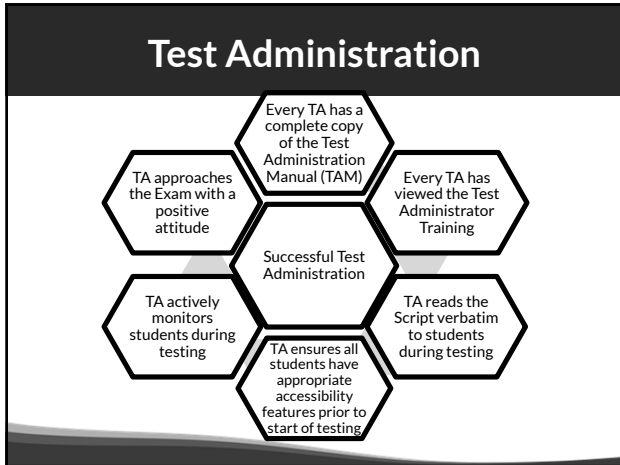 Test Administration
Every TA has a
complete copy
of the Test
Administration
Manual (TAM)
Every TA has
viewed the Test
Administrator
Training
TA reads the
Script verbatim
to students
during testing
TA ensures all
students have
appropriate
accessibility
features prior to
start of testing
TA actively
monitors
students during
testing
TA approaches
the Exam with a
positive
attitude
Successful Test
Administration